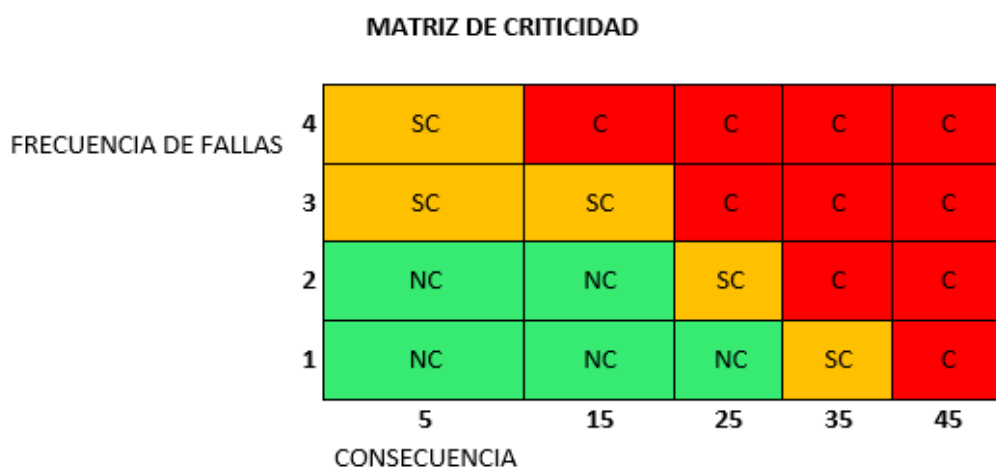 MATRIZ DE CRITICIDAD
4 SC C C C C
FRECUENCIA DE FALLAS
3 SC SC C C C
2 NC NC SC C C
1 NC NC NC SC C
5 15 25 35 45
CONSECUENCIA